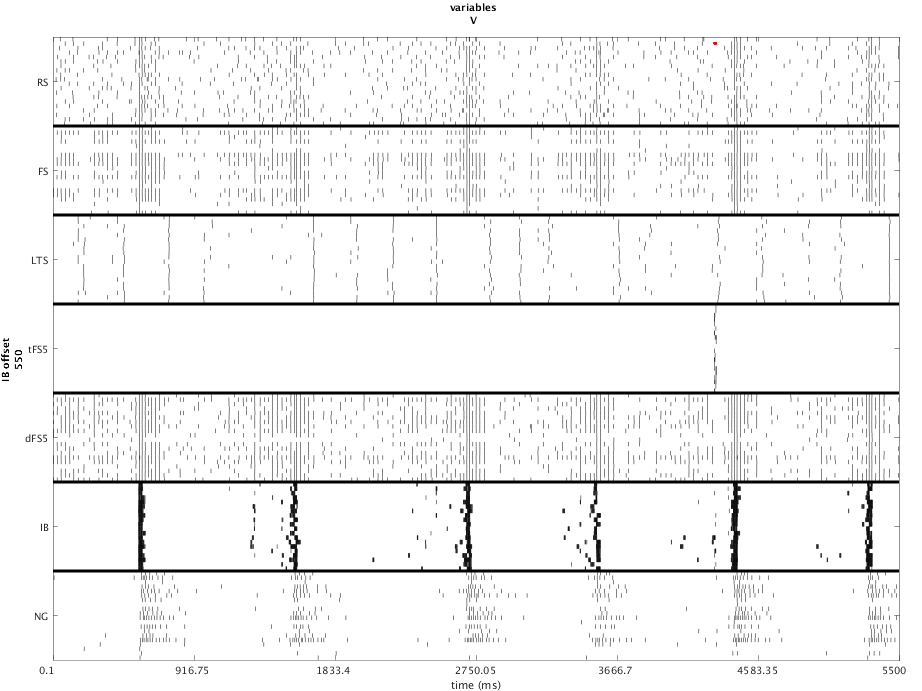 variables
V
RS
FS
LTS
tFS5
dFS5
IB
NG
IB offset
550
0.1
916.75
1833.4
2750.05
3666.7
4583.35
5500
time (ms)